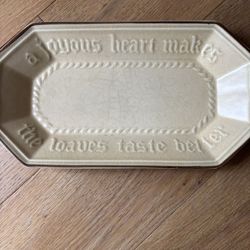 a joyous heart makes
the loaves taste better